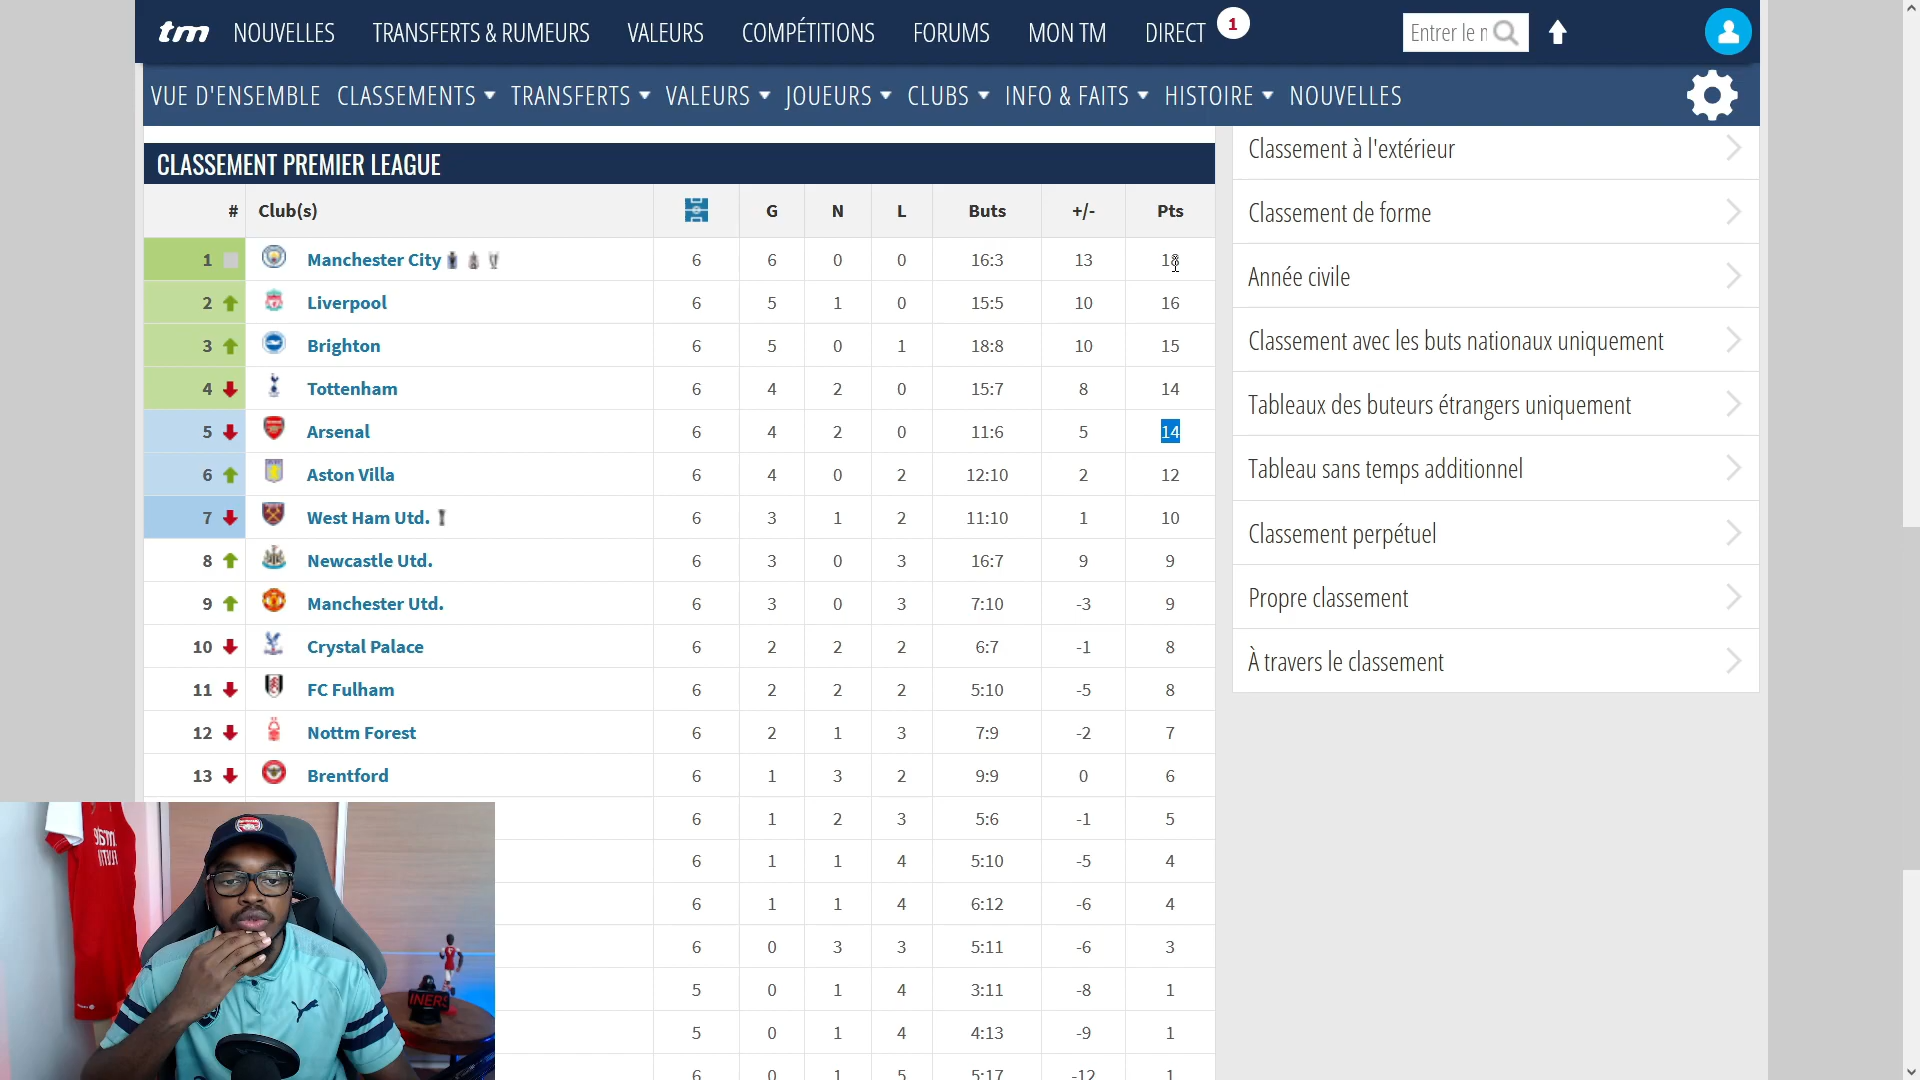 tm NOUVELLES TRANSFERTS & RUMEURS VALEURS COMPÉTITIONS FORUMS MON TM DIRECT 1 Entrer le n
VUE D'ENSEMBLE CLASSEMENTS TRANSFERTS VALEURS JOUEURS CLUBS INFO & FAITS HISTOIRE NOUVELLES
CLASSEMENT PREMIER LEAGUE
# Club(s) G N L Buts +/- Pts
1 Manchester City 6 6 0 0 16:3 13 18
2 Liverpool 6 5 1 0 15:5 10 16
3 Brighton 6 5 0 1 18:8 10 15
4 Tottenham 6 4 2 0 15:7 8 14
5 Arsenal 6 4 2 0 11:6 5 14
6 Aston Villa 6 4 0 2 12:10 2 12
7 West Ham Utd. 6 3 1 2 11:10 1 10
8 Newcastle Utd. 6 3 0 3 16:7 9 9
9 Manchester Utd. 6 3 0 3 7:10 -3 9
10 Crystal Palace 6 2 2 2 6:7 -1 8
11 FC Fulham 6 2 2 2 5:10 -5 8
12 Nottm Forest 6 2 1 3 7:9 -2 7
13 Brentford 6 1 3 2 9:9 0 6
6 1 2 3 5:6 -1 5
6 1 1 4 5:10 -5 4
6 1 1 4 6:12 -6 4
6 0 3 3 5:11 -6 3
5 0 1 4 3:11 -8 1
5 0 1 4 4:13 -9 1
6 0 1 5 5:17 -12 1
Classement à l'extérieur
Classement de forme
Année civile
Classement avec les buts nationaux uniquement
Tableaux des buteurs étrangers uniquement
Tableau sans temps additionnel
Classement perpétuel
Propre classement
À travers le classement